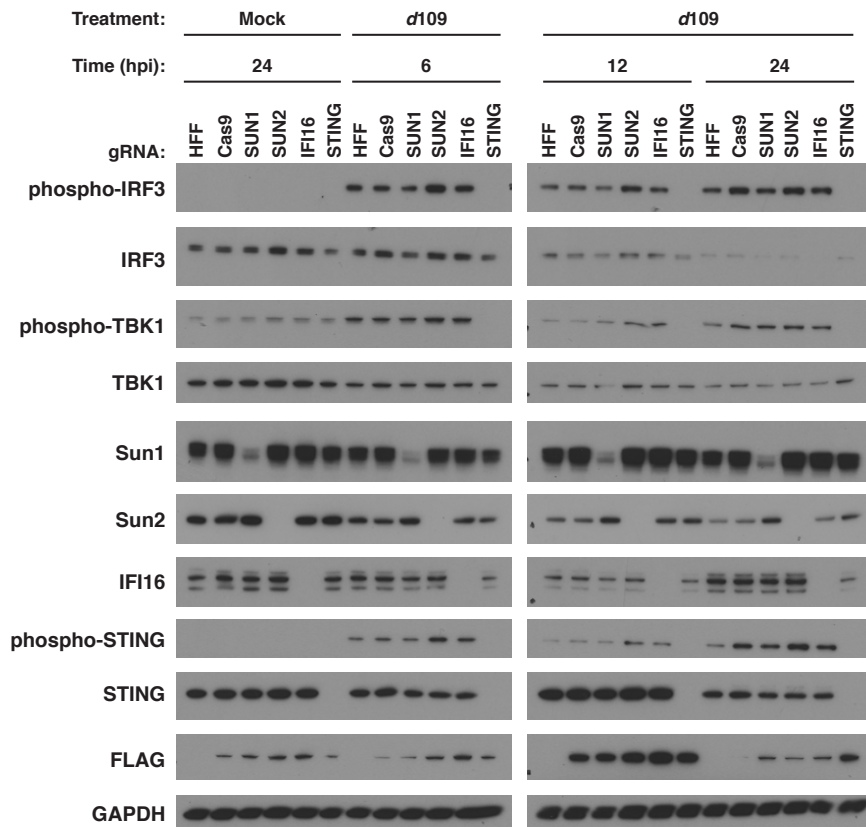 Treatment: Mock d109 d109
Time (hpi): 24 6 12 24
gRNA: HFF Cas9 SUN1 SUN2 IFI16 STING HFF Cas9 SUN1 SUN2 IFI16 STING HFF Cas9 SUN1 SUN2 IFI16 STING HFF Cas9 SUN1 SUN2 IFI16 STING
phospho-IRF3
IRF3
phospho-TBK1
TBK1
Sun1
Sun2
IFI16
phospho-STING
STING
FLAG
GAPDH